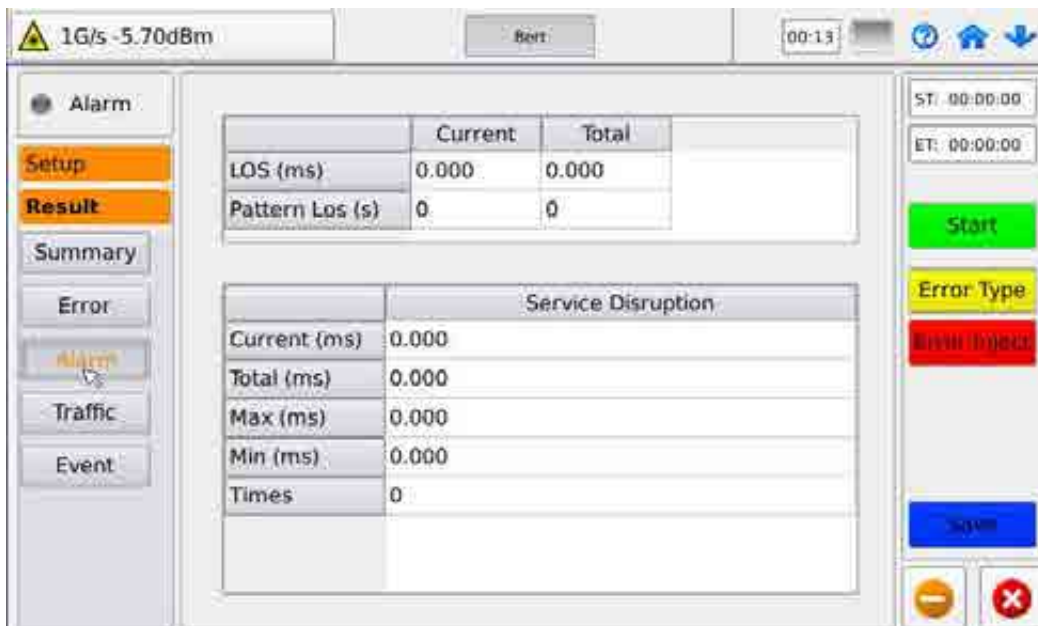 1G/s -5.70dBm
Bert
00:13
Alarm
Setup
Result
Summary
Error
Alarm
Traffic
Event
Current Total
LOS (ms) 0.000 0.000
Pattern Los (s) 0 0
Service Disruption
Current (ms) 0.000
Total (ms) 0.000
Max (ms) 0.000
Min (ms) 0.000
Times 0
ST: 00:00:00
ET: 00:00:00
Start
Error Type
Error Inject
Save